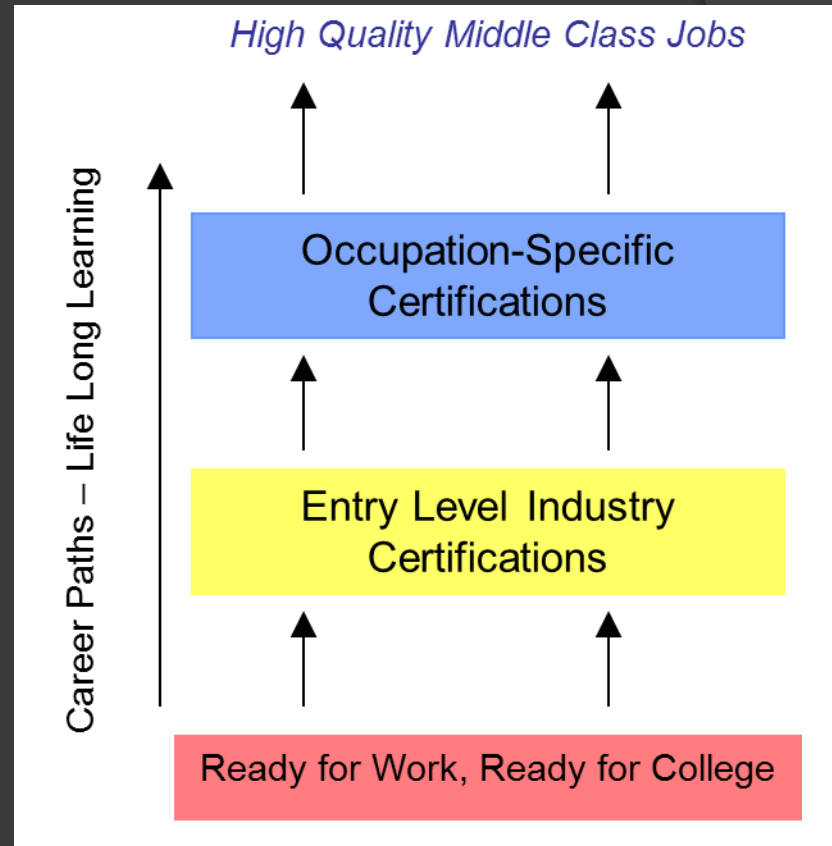 High Quality Middle Class Jobs
Occupation-Specific
Certifications
Career Paths – Life Long Learning
Entry Level Industry
Certifications
Ready for Work, Ready for College